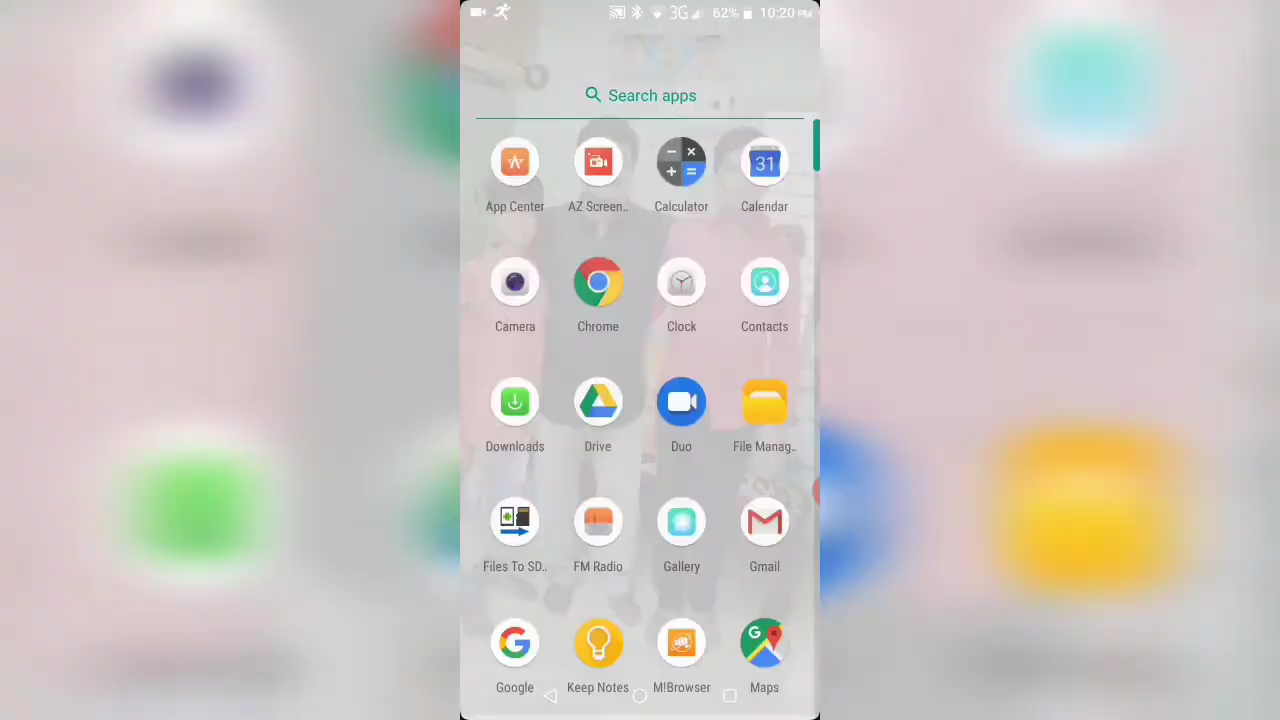 3G 62% 10:20 PM
Search apps
31
App Center AZ Screen.. Calculator Calendar
Camera Chrome Clock Contacts
Downloads Drive Duo File Manag..
Files To SD.. FM Radio Gallery Gmail
G
Google Keep Notes M!Browser Maps